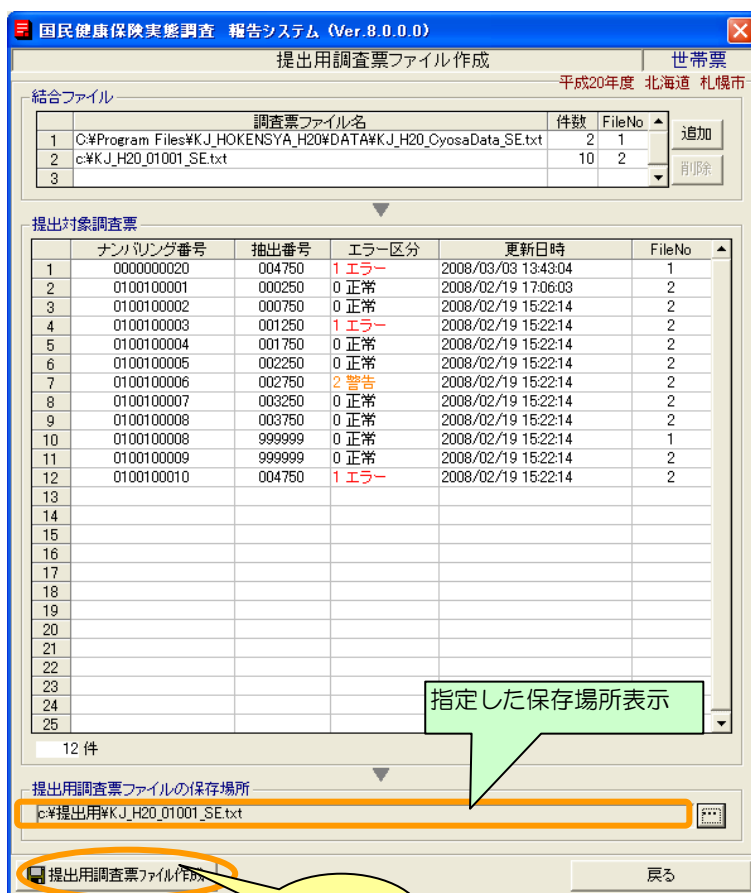 国民健康保険実態調査 報告システム (Ver.8.0.0.0)
提出用調査票ファイル作成 世帯票
平成20年度 北海道 札幌市
結合ファイル
調査票ファイル名 件数 FileNo
1 C:¥Program Files¥KJ_HOKENSYA_H20¥DATA¥KJ_H20_CyosaData_SE.txt 2 1
2 c:¥KJ_H20_01001_SE.txt 10 2
3
追加
削除
提出対象調査票
ナンバリング番号 抽出番号 エラー区分 更新日時 FileNo
1 0000000020 004750 1 エラー 2008/03/03 13:43:04 1
2 0100100001 000250 0 正常 2008/02/19 17:06:03 2
3 0100100002 000750 0 正常 2008/02/19 15:22:14 2
4 0100100003 001250 1 エラー 2008/02/19 15:22:14 2
5 0100100004 001750 0 正常 2008/02/19 15:22:14 2
6 0100100005 002250 0 正常 2008/02/19 15:22:14 2
7 0100100006 002750 2 警告 2008/02/19 15:22:14 2
8 0100100007 003250 0 正常 2008/02/19 15:22:14 2
9 0100100008 003750 0 正常 2008/02/19 15:22:14 2
10 0100100008 999999 0 正常 2008/02/19 15:22:14 1
11 0100100009 999999 0 正常 2008/02/19 15:22:14 2
12 0100100010 004750 1 エラー 2008/02/19 15:22:14 2
13
14
15
16
17
18
19
20
21
22
23
24
25
指定した保存場所表示
12 件
提出用調査票ファイルの保存場所
c:¥提出用¥KJ_H20_01001_SE.txt
...
提出用調査票ファイル作成
戻る